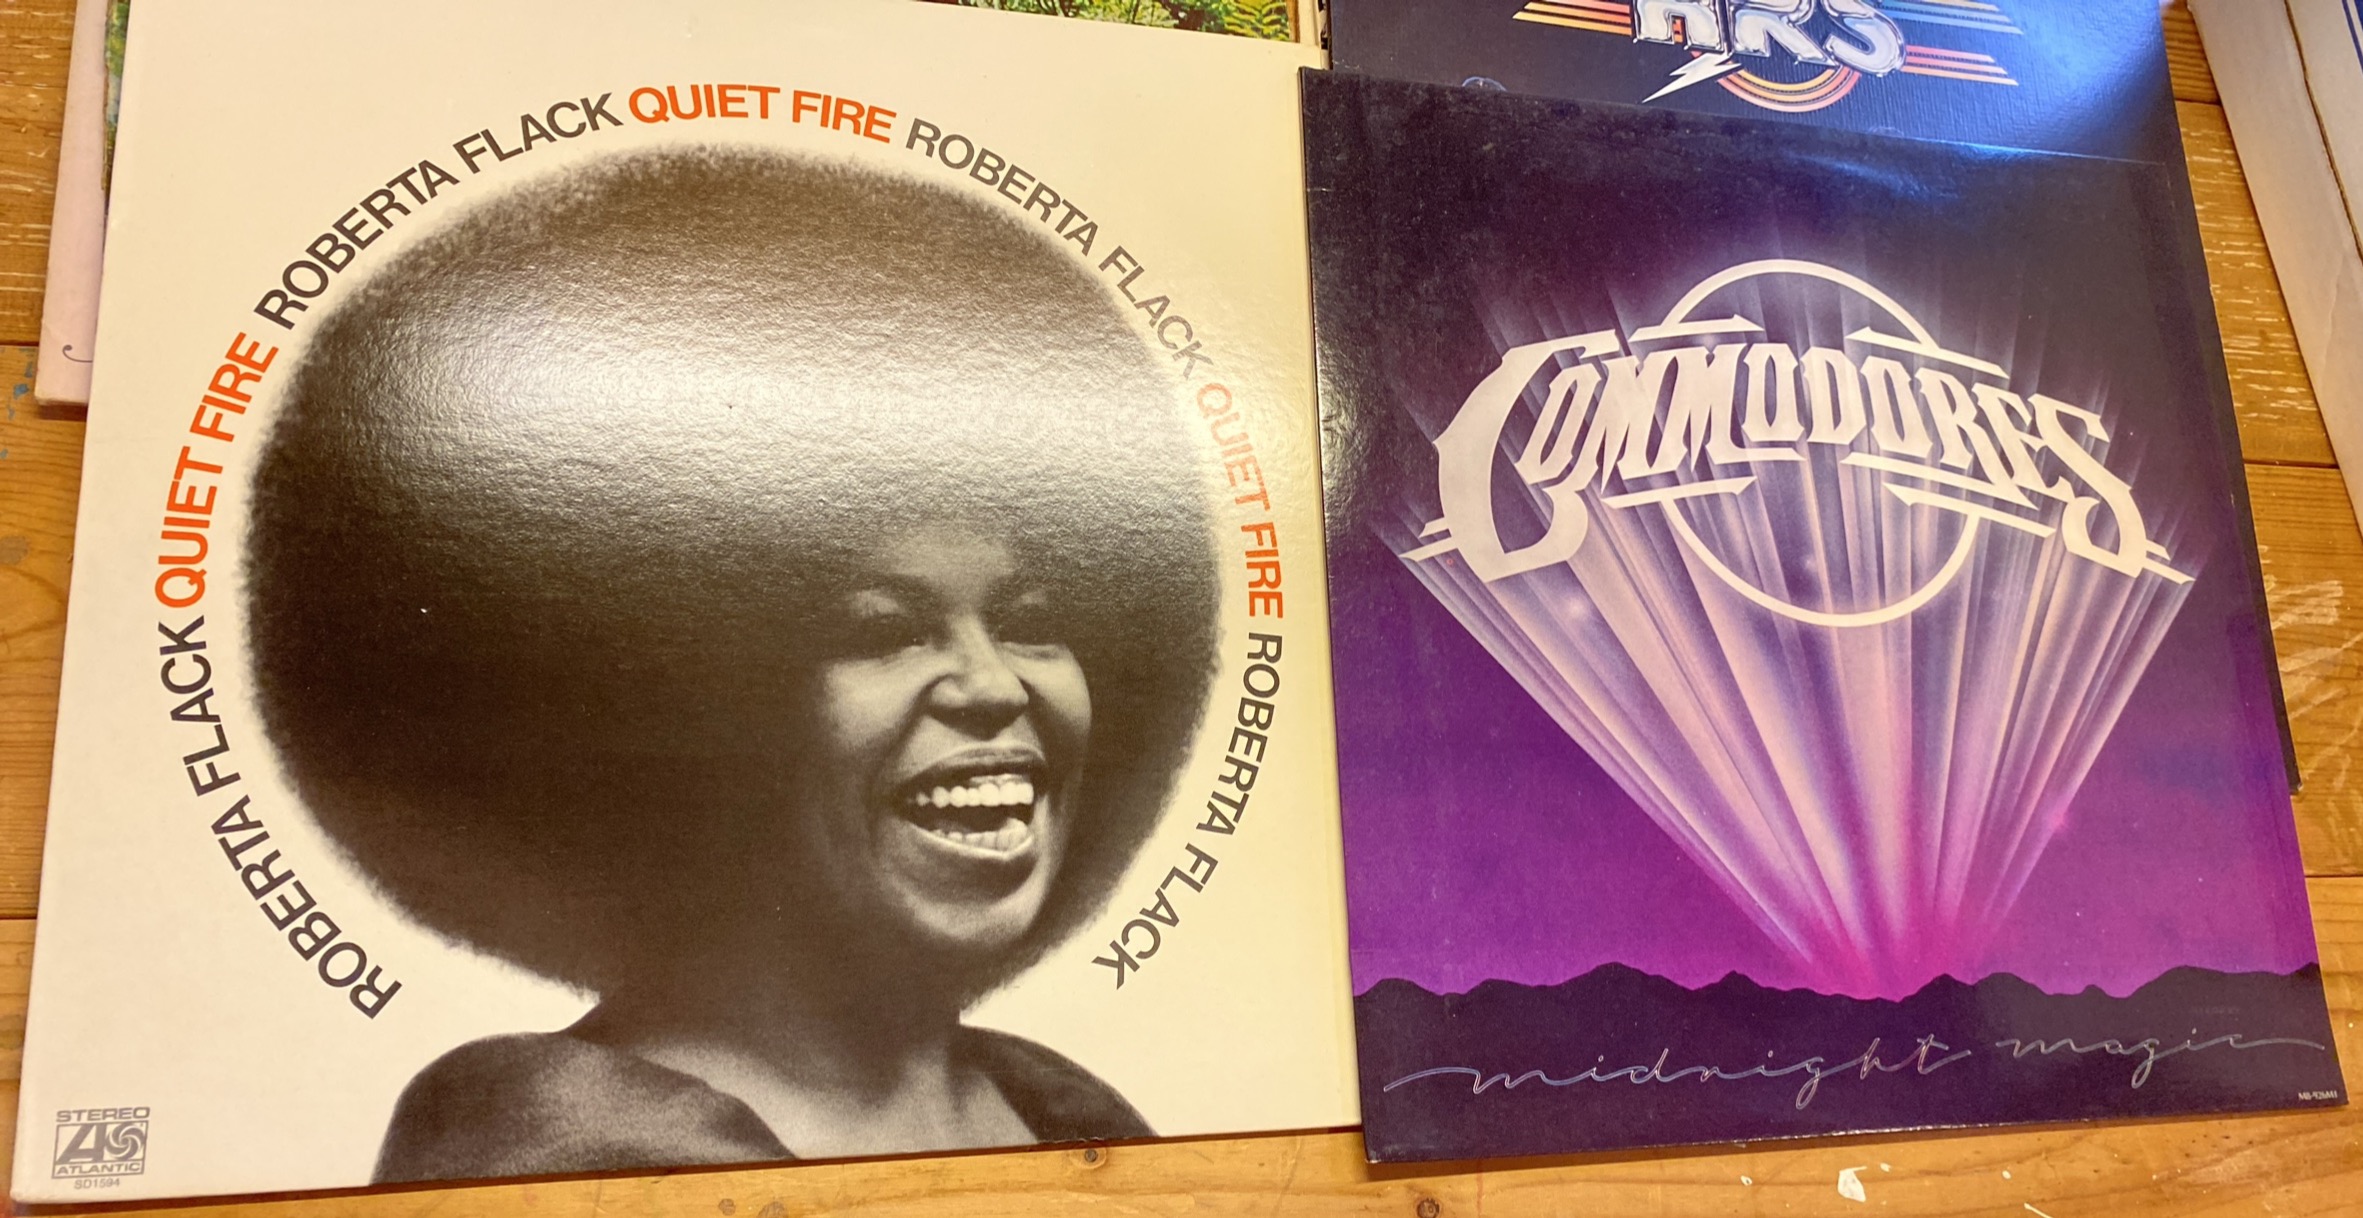 ROBERTA FLACK QUIET FIRE ROBERTA FLACK QUIET FIRE ROBERTA FLACK QUIET FIRE ROBERTA FLACK
STEREO
ATLANTIC
SD1594
COMMODORES
midnight magic